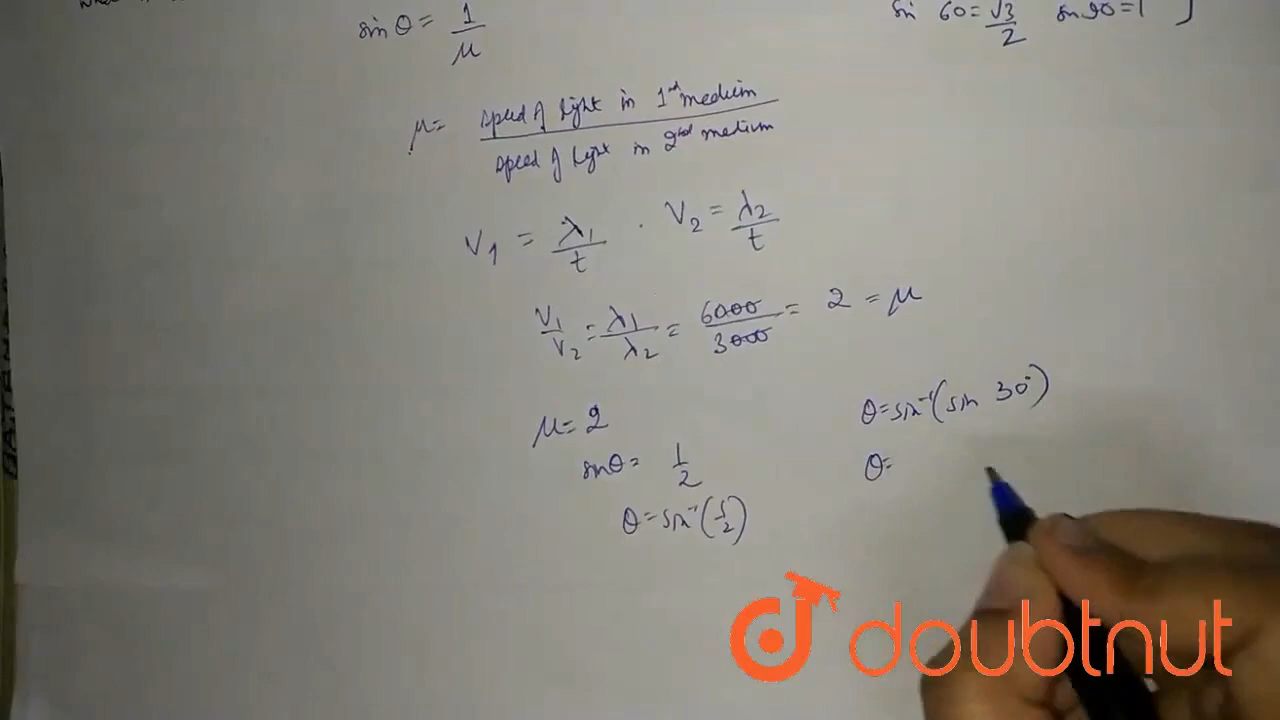 sin θ = 1/μ
Sin 60 = √3/2 sin 90 = 1 ]
μ = speed of light in 1nd medium / speed of light in 2nd medium
V1 = λ1/t . V2 = λ2/t
V1/V2 = λ1/λ2 = 6000/3000 = 2 = μ
μ = 2
sinθ = 1/2
θ = sin⁻¹(1/2)
θ = sin⁻¹(sin 30°)
θ =
doubtnut